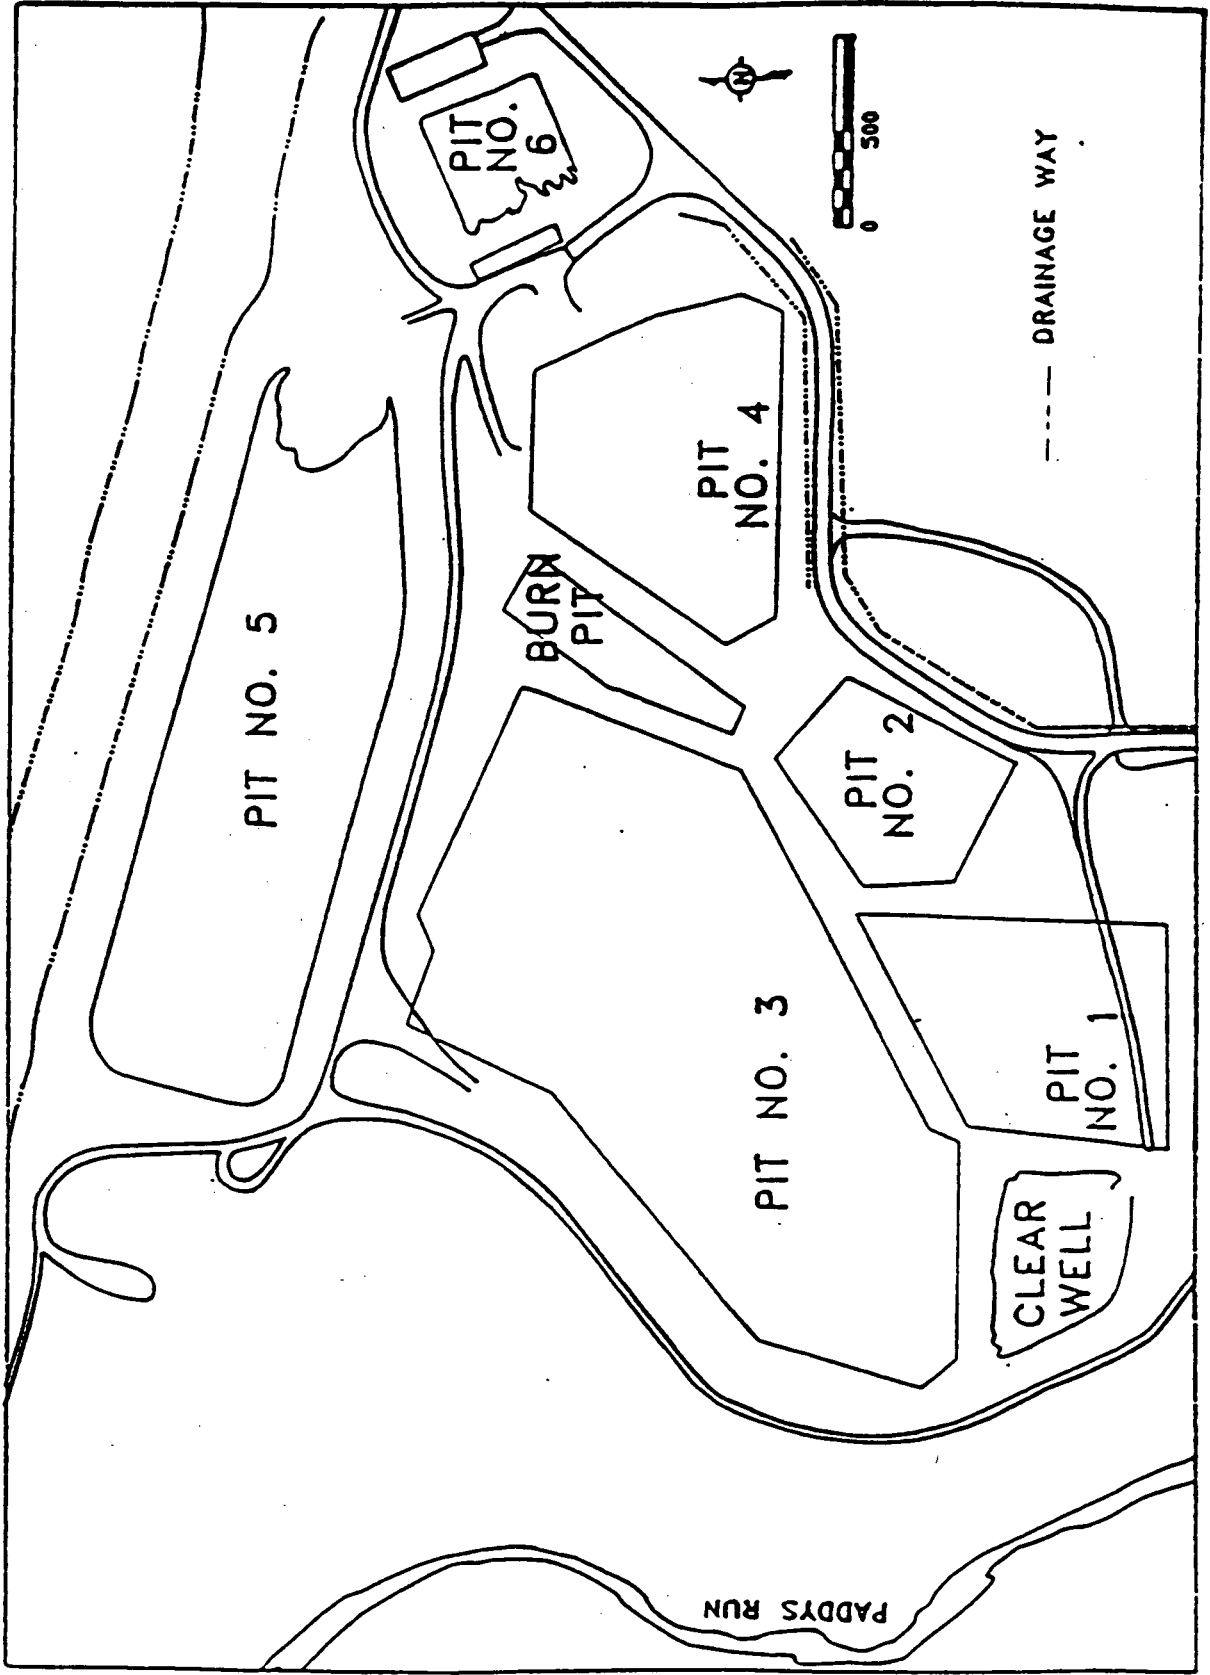 PIT NO. 5
PIT
NO.
6
BURN
PIT
PIT
NO. 4
PIT NO. 3
PIT
NO. 2
PIT
NO. 1
CLEAR
WELL
PADDYS RUN
N
0
500
DRAINAGE WAY